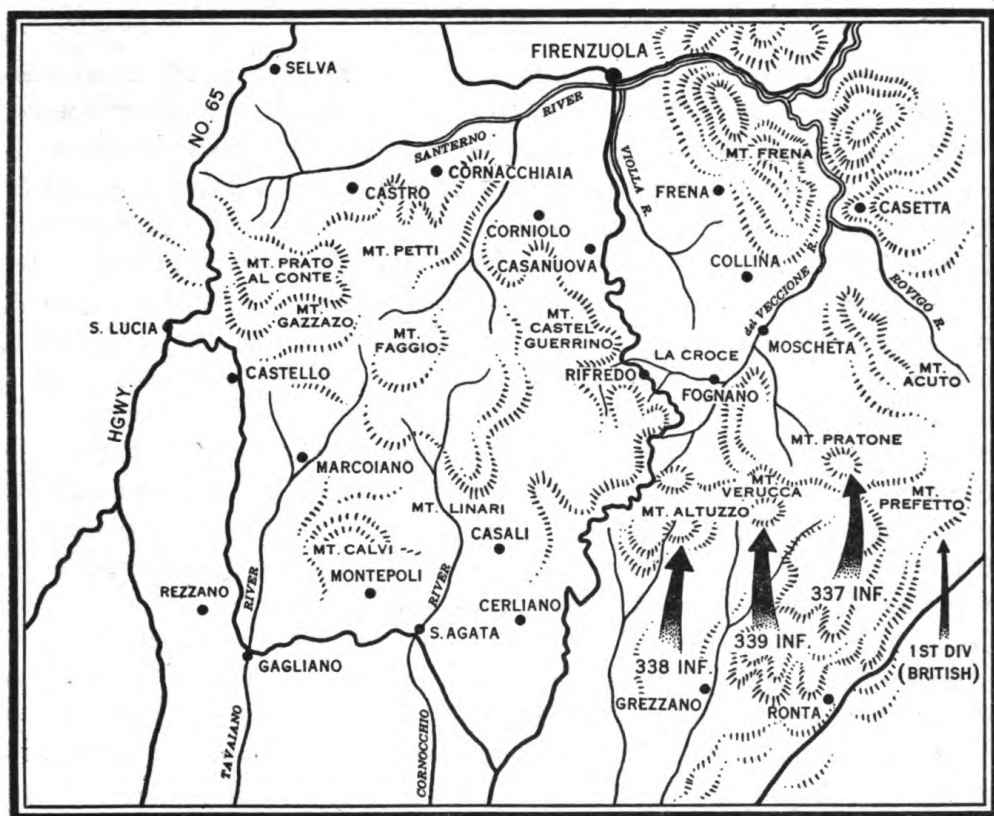 FIRENZUOLA
SELVA
NO. 65
SANTERNO
RIVER
CORNACCHIAIA
CASTRO
VIOLLA R.
MT. FRENA
FRENA
CASETTA
CORNIOLO
MT. PETTI
CASANUOVA
COLLINA
MT. PRATO
AL CONTE
MT.
GAZZAZO
del VECCIONE R.
ROVIGO R.
S. LUCIA
MT.
FAGGIO
MT.
CASTEL
GUERRINO
LA CROCE
MOSCHETA
HGWY
CASTELLO
RIFREDO
FOGNANO
MT.
ACUTO
MARCOIANO
MT. PRATONE
MT. LINARI
MT.
VERUCCA
MT.
PREFETTO
MT. ALTUZZO
CASALI
MT. CALVI
MONTEPOLI
REZZANO
RIVER
RIVER
CERLIANO
S. AGATA
337 INF.
339 INF.
338 INF.
1ST DIV
(BRITISH)
GAGLIANO
GREZZANO
RONTA
TAVAIANO
CORNOCCHIO